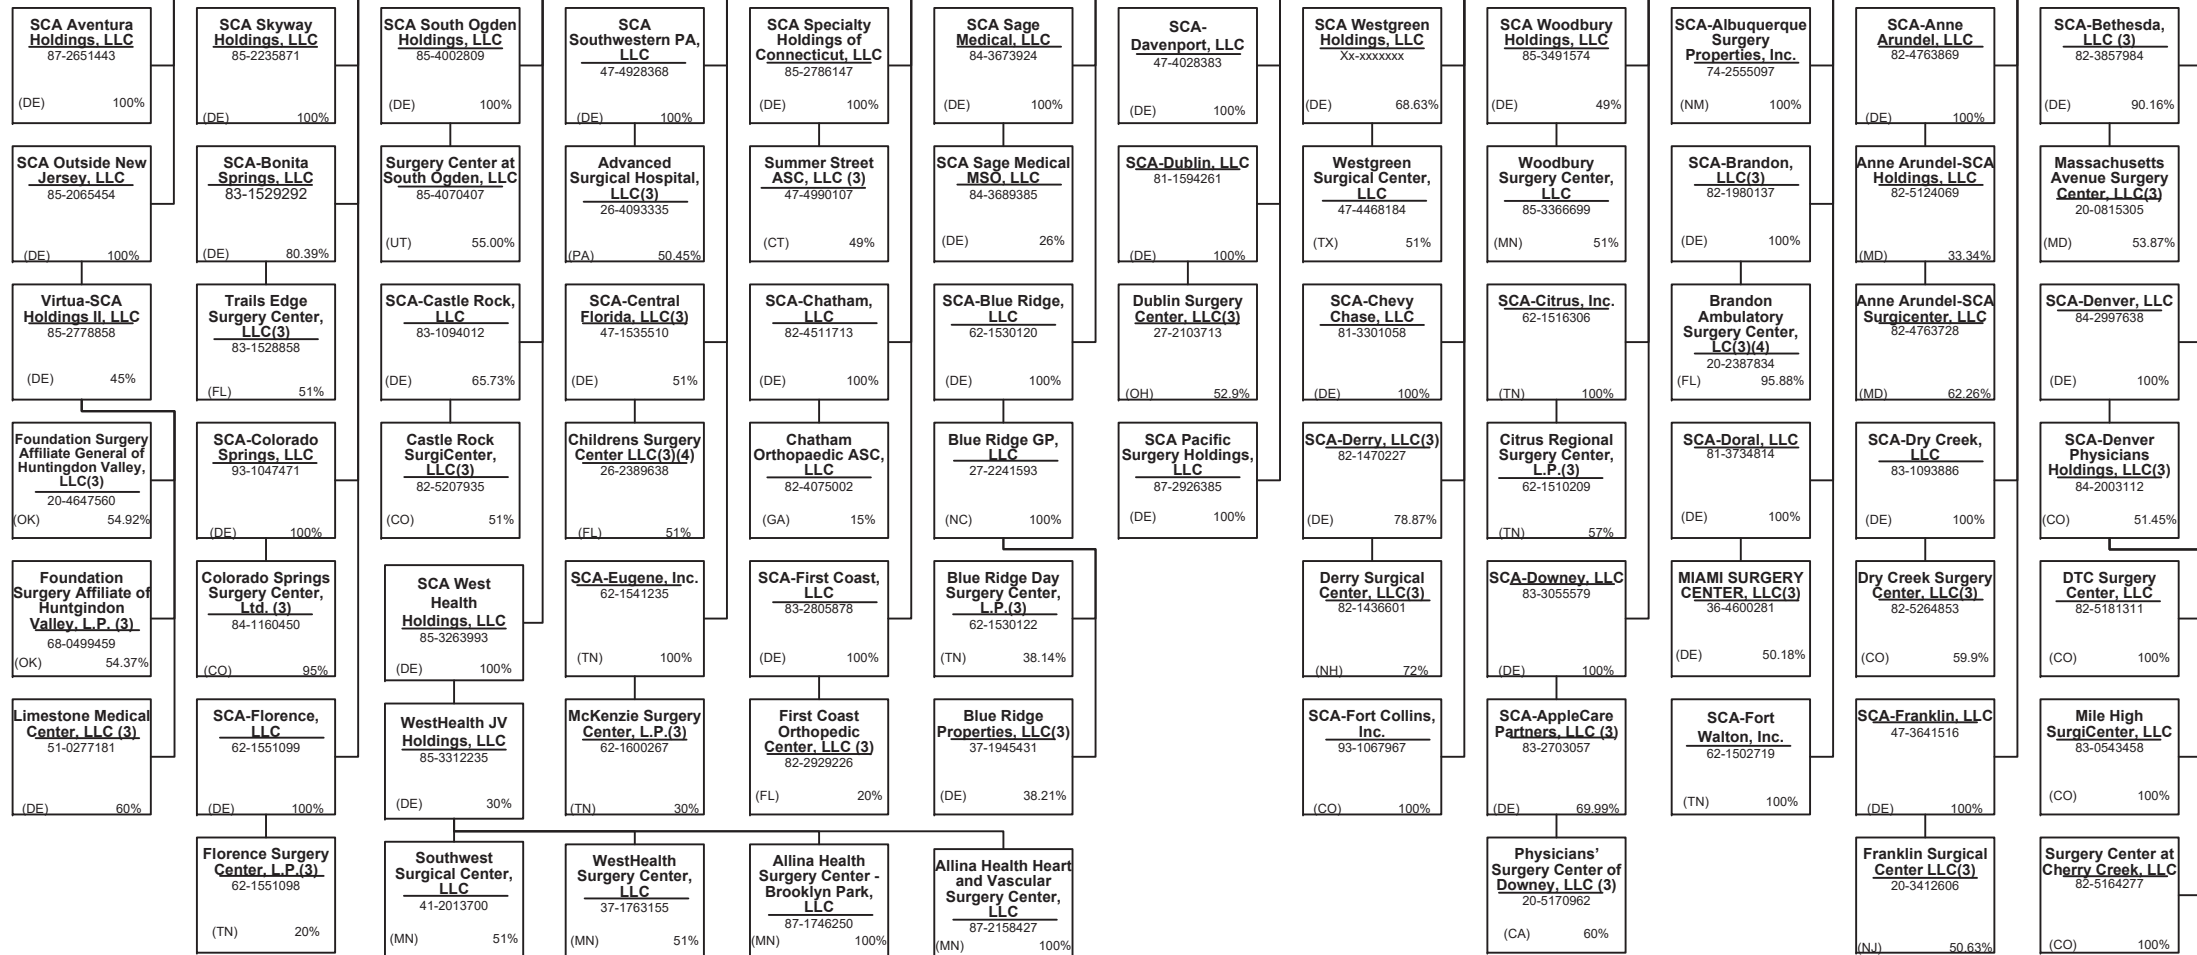 SCA Aventura
Holdings, LLC
87-2651443
(DE) 100%
SCA Outside New
Jersey, LLC
85-2065454
(DE) 100%
Virtua-SCA
Holdings II, LLC
85-2778858
(DE) 45%
Foundation Surgery
Affiliate General of
Huntingdon Valley,
LLC(3)
20-4647560
(OK) 54.92%
Foundation
Surgery Affiliate of
Huntgindon
Valley, L.P. (3)
68-0499459
(OK) 54.37%
Limestone Medical
Center, LLC (3)
51-0277181
(DE) 60%
SCA Skyway
Holdings, LLC
85-2235871
(DE) 100%
SCA-Bonita
Springs, LLC
83-1529292
(DE) 80.39%
Trails Edge
Surgery Center,
LLC(3)
83-1528858
(FL) 51%
SCA-Colorado
Springs, LLC
93-1047471
(DE) 100%
Colorado Springs
Surgery Center,
Ltd. (3)
84-1160450
(CO) 95%
SCA-Florence,
LLC
62-1551099
(DE) 100%
Florence Surgery
Center, L.P.(3)
62-1551098
(TN) 20%
SCA South Ogden
Holdings, LLC
85-4002809
(DE) 100%
Surgery Center at
South Ogden, LLC
85-4070407
(UT) 55.00%
SCA-Castle Rock,
LLC
83-1094012
(DE) 65.73%
Castle Rock
SurgiCenter,
LLC(3)
82-5207935
(CO) 51%
SCA West
Health
Holdings, LLC
85-3263993
(DE) 100%
WestHealth JV
Holdings, LLC
85-3312235
(DE) 30%
Southwest
Surgical Center,
LLC
41-2013700
(MN) 51%
SCA
Southwestern PA,
LLC
47-4928368
(DE) 100%
Advanced
Surgical Hospital,
LLC(3)
26-4093335
(PA) 50.45%
SCA-Central
Florida, LLC(3)
47-1535510
(DE) 51%
Childrens Surgery
Center LLC(3)(4)
26-2389638
(FL) 51%
SCA-Eugene, Inc.
62-1541235
(TN) 100%
McKenzie Surgery
Center, L.P.(3)
62-1600267
(TN) 30%
WestHealth
Surgery Center,
LLC
37-1763155
(MN) 51%
SCA Specialty
Holdings of
Connecticut, LLC
85-2786147
(DE) 100%
Summer Street
ASC, LLC (3)
47-4990107
(CT) 49%
SCA-Chatham,
LLC
82-4511713
(DE) 100%
Chatham
Orthopaedic ASC,
LLC
82-4075002
(GA) 15%
SCA-First Coast,
LLC
83-2805878
(DE) 100%
First Coast
Orthopedic
Center, LLC (3)
82-2929226
(FL) 20%
Allina Health
Surgery Center -
Brooklyn Park,
LLC
87-1746250
(MN) 100%
SCA Sage
Medical, LLC
84-3673924
(DE) 100%
SCA Sage Medical
MSO, LLC
84-3689385
(DE) 26%
SCA-Blue Ridge,
LLC
62-1530120
(DE) 100%
Blue Ridge GP,
LLC
27-2241593
(NC) 100%
Blue Ridge Day
Surgery Center,
L.P.(3)
62-1530122
(TN) 38.14%
Blue Ridge
Properties, LLC(3)
37-1945431
(DE) 38.21%
Allina Health Heart
and Vascular
Surgery Center,
LLC
87-2158427
(MN) 100%
SCA-
Davenport, LLC
47-4028383
(DE) 100%
SCA-Dublin, LLC
81-1594261
(DE) 100%
Dublin Surgery
Center, LLC(3)
27-2103713
(OH) 52.9%
SCA Pacific
Surgery Holdings,
LLC
87-2926385
(DE) 100%
SCA Westgreen
Holdings, LLC
Xx-xxxxxxx
(DE) 68.63%
Westgreen
Surgical Center,
LLC
47-4468184
(TX) 51%
SCA-Chevy
Chase, LLC
81-3301058
(DE) 100%
SCA-Derry, LLC(3)
82-1470227
(DE) 78.87%
Derry Surgical
Center, LLC(3)
82-1436601
(NH) 72%
SCA-Fort Collins,
Inc.
93-1067967
(CO) 100%
SCA Woodbury
Holdings, LLC
85-3491574
(DE) 49%
Woodbury
Surgery Center,
LLC
85-3366699
(MN) 51%
SCA-Citrus, Inc.
62-1516306
(TN) 100%
Citrus Regional
Surgery Center,
L.P.(3)
62-1510209
(TN) 57%
SCA-Downey, LLC
83-3055579
(DE) 100%
SCA-AppleCare
Partners, LLC (3)
83-2703057
(DE) 69.99%
Physicians’
Surgery Center of
Downey, LLC (3)
20-5170962
(CA) 60%
SCA-Albuquerque
Surgery
Properties, Inc.
74-2555097
(NM) 100%
SCA-Brandon,
LLC(3)
82-1980137
(DE) 100%
Brandon
Ambulatory
Surgery Center,
LC(3)(4)
20-2387834
(FL) 95.88%
SCA-Doral, LLC
81-3734814
(DE) 100%
MIAMI SURGERY
CENTER, LLC(3)
36-4600281
(DE) 50.18%
SCA-Fort
Walton, Inc.
62-1502719
(TN) 100%
SCA-Anne
Arundel, LLC
82-4763869
(DE) 100%
Anne Arundel-SCA
Holdings, LLC
82-5124069
(MD) 33.34%
Anne Arundel-SCA
Surgicenter, LLC
82-4763728
(MD) 62.26%
SCA-Dry Creek,
LLC
83-1093886
(DE) 100%
Dry Creek Surgery
Center, LLC(3)
82-5264853
(CO) 59.9%
SCA-Franklin, LLC
47-3641516
(DE) 100%
Franklin Surgical
Center LLC(3)
20-3412606
(NJ) 50.63%
SCA-Bethesda,
LLC (3)
82-3857984
(DE) 90.16%
Massachusetts
Avenue Surgery
Center, LLC(3)
20-0815305
(MD) 53.87%
SCA-Denver, LLC
84-2997638
(DE) 100%
SCA-Denver
Physicians
Holdings, LLC(3)
84-2003112
(CO) 51.45%
DTC Surgery
Center, LLC
82-5181311
(CO) 100%
Mile High
SurgiCenter, LLC
83-0543458
(CO) 100%
Surgery Center at
Cherry Creek, LLC
82-5164277
(CO) 100%